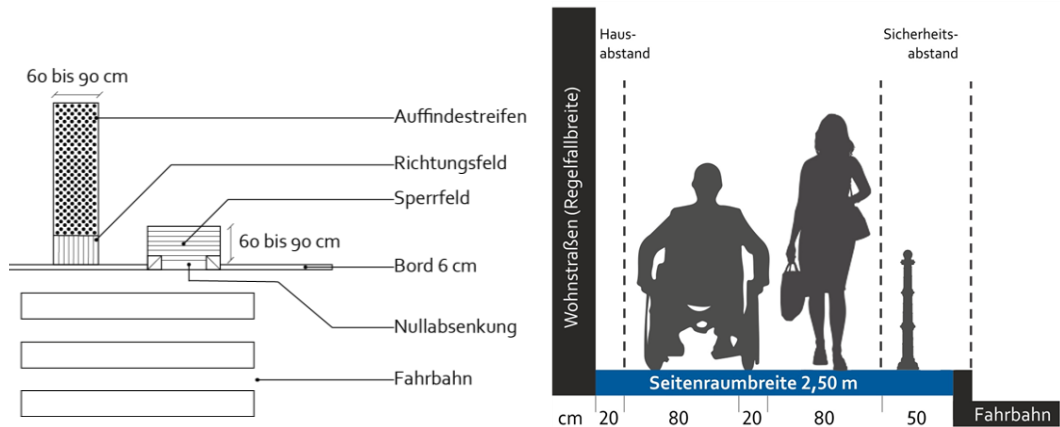 60 bis 90 cm
Auffindestreifen
Richtungsfeld
Sperrfeld
60 bis 90 cm
Bord 6 cm
Nullabsenkung
Fahrbahn
Wohnstraßen (Regelfallbreite)
Haus-
abstand
Sicherheits-
abstand
Seitenraumbreite 2,50 m
cm 20 80 20 80 50
Fahrbahn